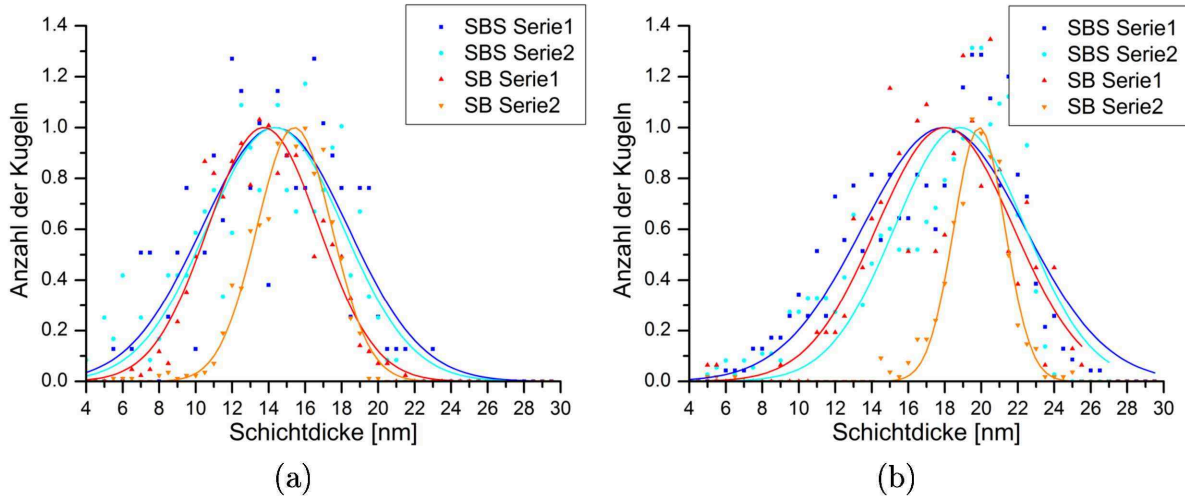 1.4
1.2
1.0
0.8
0.6
0.4
0.2
0.0
Anzahl der Kugeln
SBS Serie1
SBS Serie2
SB Serie1
SB Serie2
4 6 8 10 12 14 16 18 20 22 24 26 28 30
Schichtdicke [nm]
(a)
1.4
1.2
1.0
0.8
0.6
0.4
0.2
0.0
Anzahl der Kugeln
SBS Serie1
SBS Serie2
SB Serie1
SB Serie2
4 6 8 10 12 14 16 18 20 22 24 26 28 30
Schichtdicke [nm]
(b)